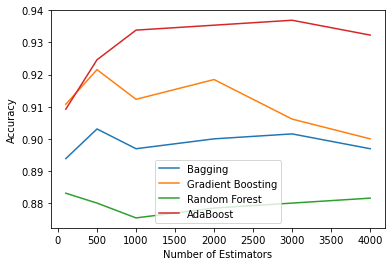 0.94
0.93
0.92
0.91
0.90
0.89
0.88
Accuracy
Bagging
Gradient Boosting
Random Forest
AdaBoost
0 500 1000 1500 2000 2500 3000 3500 4000
Number of Estimators